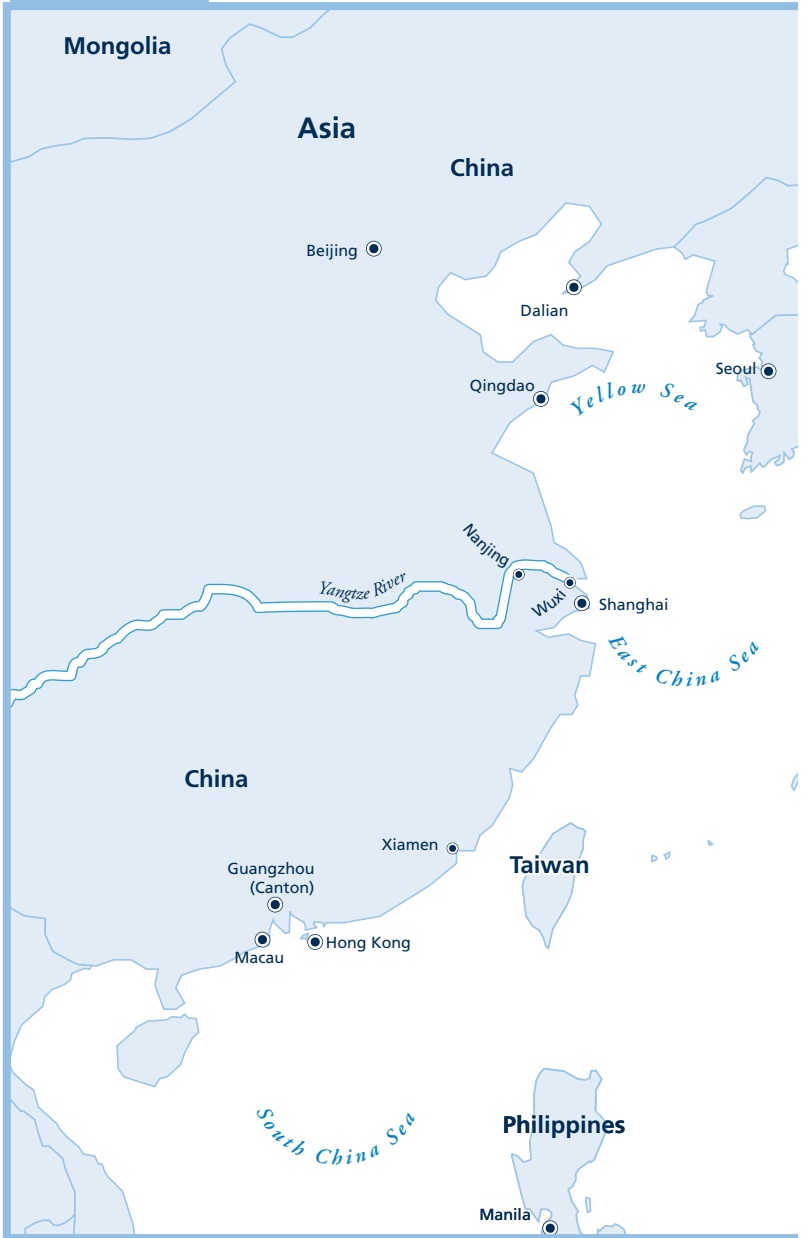 Mongolia
Asia
China
Beijing
Dalian
Seoul
Qingdao
Yellow Sea
Nanjing
Yangtze River
Wuxi
Shanghai
East China Sea
China
Xiamen
Taiwan
Guangzhou
(Canton)
Hong Kong
Macau
South China Sea
Philippines
Manila